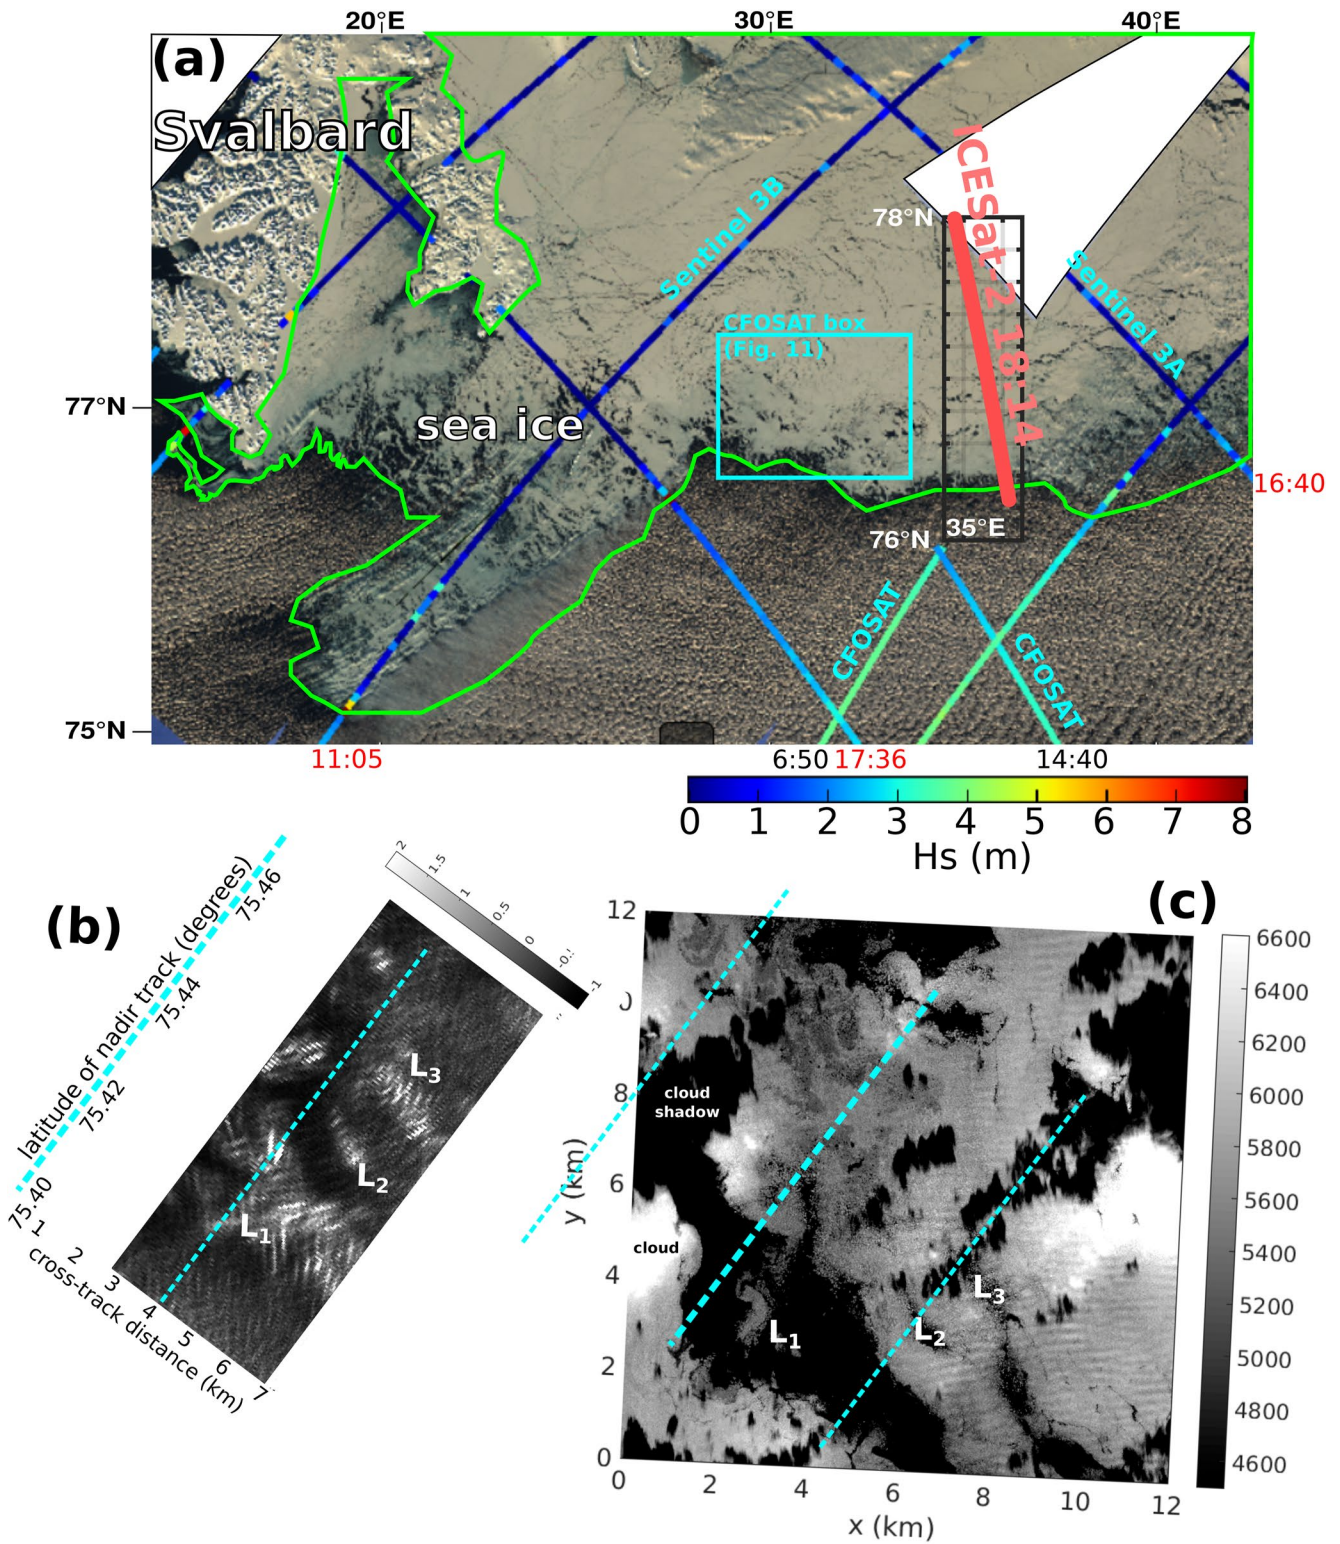 20°E
30°E
40°E
(a)
Svalbard
ICESat-2 18:14
78°N
Sentinel 3B
Sentinel 3A
CFOSAT box
(Fig. 11)
77°N
sea ice
16:40
35°E
76°N
CFOSAT
CFOSAT
75°N
11:05
6:50
17:36
14:40
0 1 2 3 4 5 6 7 8
Hs (m)
(b)
2 1.5 1 0.5 0 -0.5 -1
latitude of nadir track (degrees)
75.46
75.44
75.42
75.40
L3
L2
L1
1 2 3 4 5 6 7
cross-track distance (km)
(c)
12
8
6
4
2
0
y (km)
cloud
shadow
cloud
L3
L2
L1
0 2 4 6 8 10 12
x (km)
6600
6400
6200
6000
5800
5600
5400
5200
5000
4800
4600